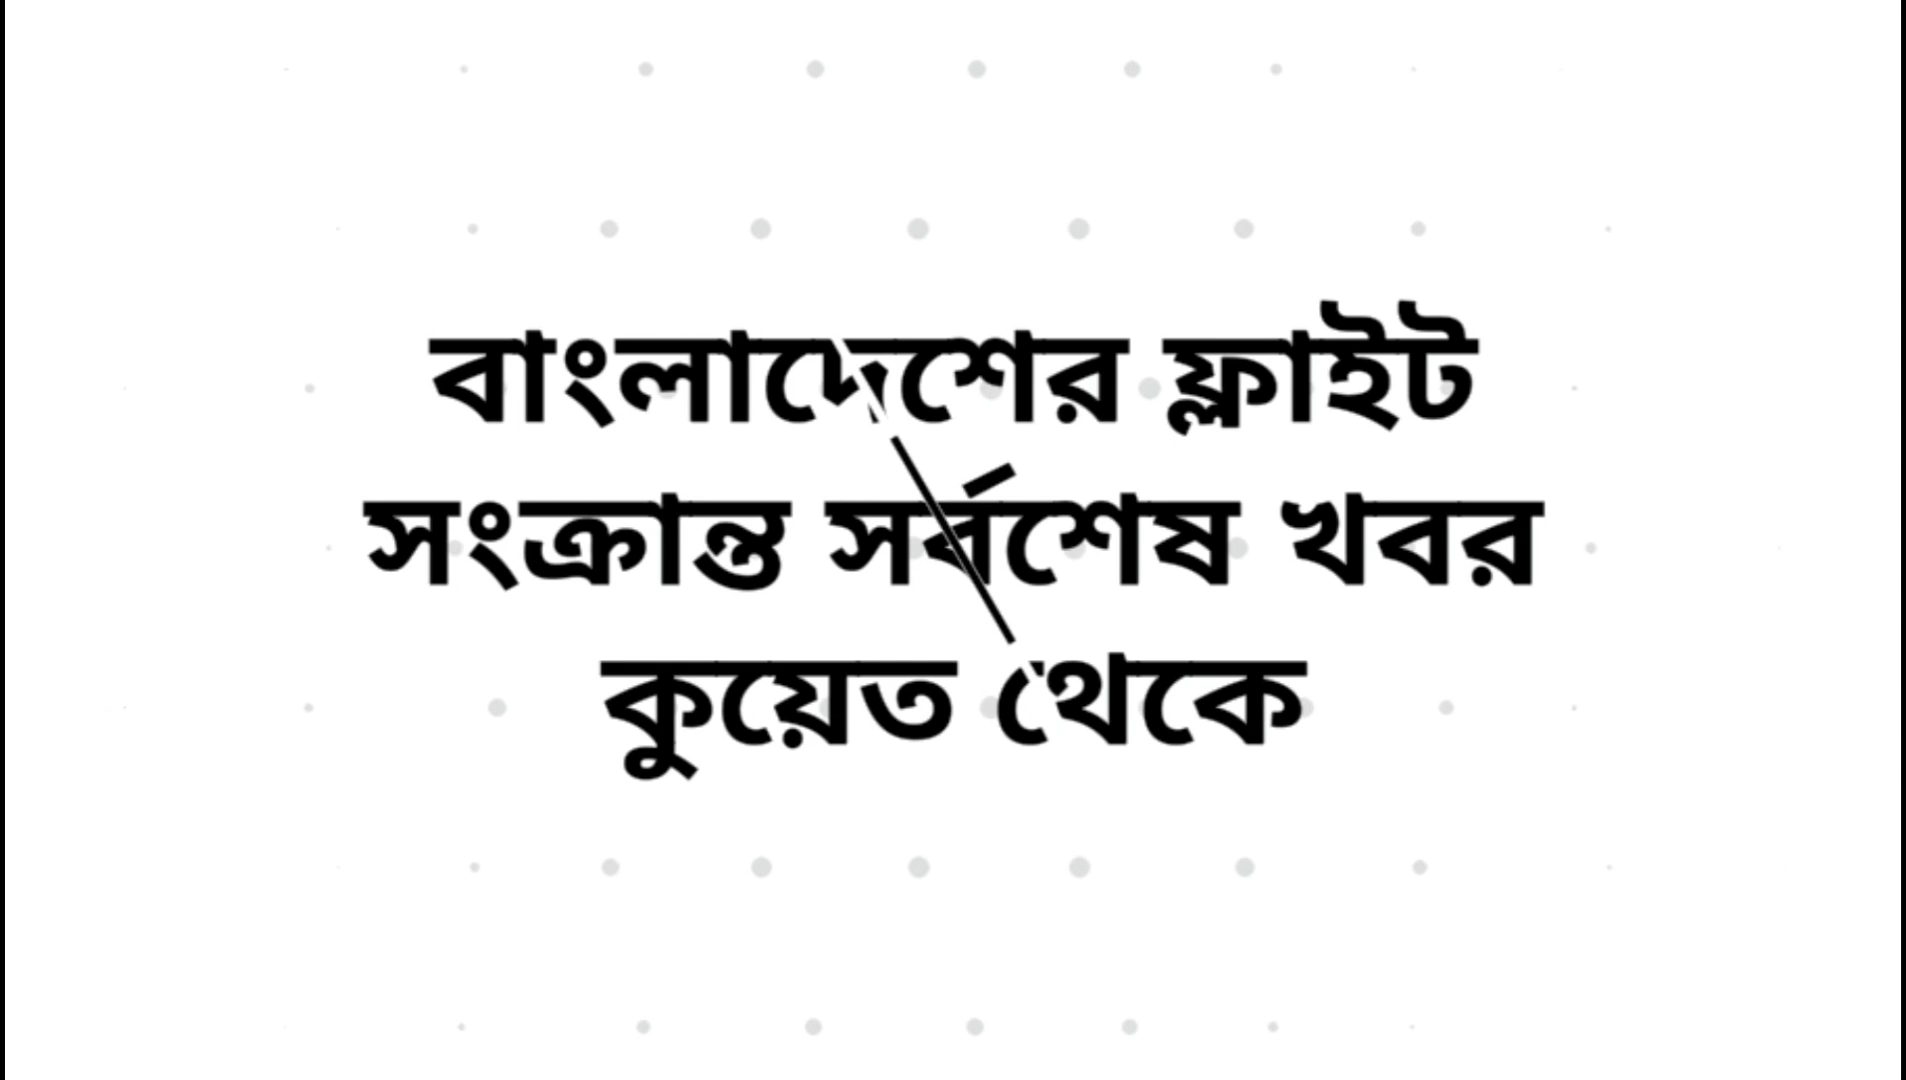 বাংলাদেশের ফ্লাইট
সংক্রান্ত সর্বশেষ খবর
কুয়েত থেকে